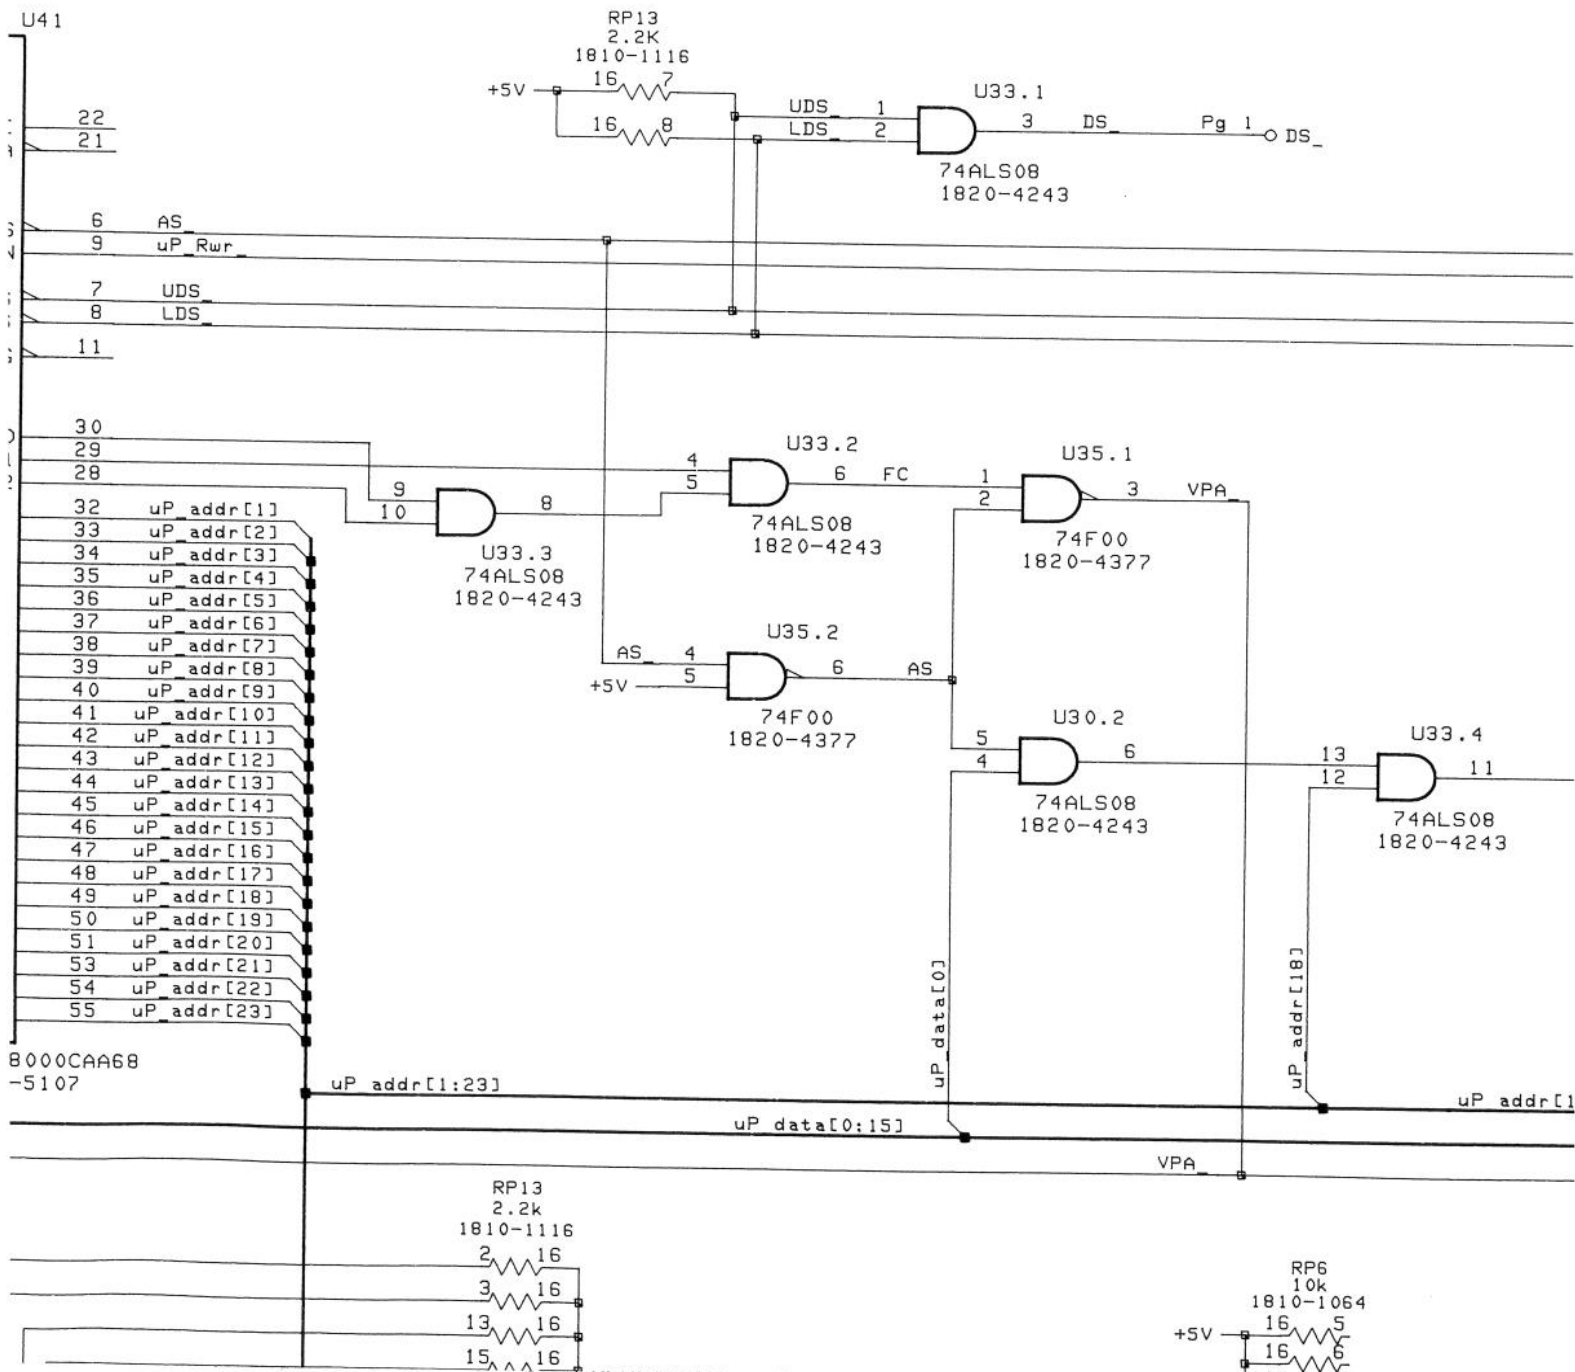 U41
RP13
2.2K
1810-1116
16 7
+5V
16 8
UDS_ 1
LDS_ 2
U33.1
3 DS_ Pg 1 DS_
74ALS08
1820-4243
22
21
6 AS_
9 uP_Rwr_
7 UDS_
8 LDS_
11
30
29
28
9
10
8
U33.3
74ALS08
1820-4243
U33.2
4
5
6 FC
74ALS08
1820-4243
U35.1
1
2
3 VPA_
74F00
1820-4377
U35.2
AS_ 4
+5V 5
6 AS
74F00
1820-4377
U30.2
5
4
6
74ALS08
1820-4243
U33.4
13
12
11
74ALS08
1820-4243
32 uP_addr[1]
33 uP_addr[2]
34 uP_addr[3]
35 uP_addr[4]
36 uP_addr[5]
37 uP_addr[6]
38 uP_addr[7]
39 uP_addr[8]
40 uP_addr[9]
41 uP_addr[10]
42 uP_addr[11]
43 uP_addr[12]
44 uP_addr[13]
45 uP_addr[14]
46 uP_addr[15]
47 uP_addr[16]
48 uP_addr[17]
49 uP_addr[18]
50 uP_addr[19]
51 uP_addr[20]
53 uP_addr[21]
54 uP_addr[22]
55 uP_addr[23]
8000CAA68
-5107
uP_data[0]
uP_addr[18]
uP_addr[1:23]
uP_addr[1
uP_data[0:15]
VPA_
RP13
2.2k
1810-1116
2 16
3 16
13 16
15 16
RP6
10k
1810-1064
16 5
+5V
16 6